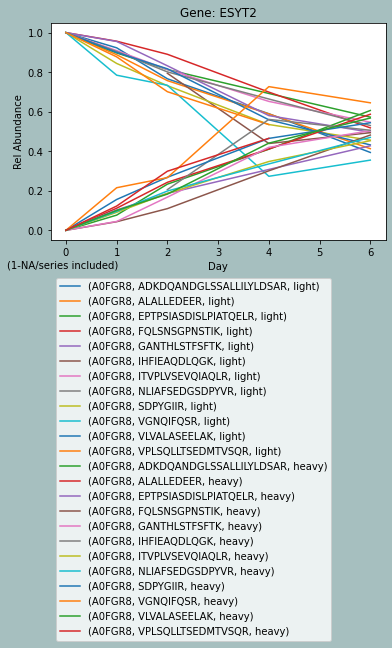 Gene: ESYT2
1.0
0.8
0.6
0.4
0.2
0.0
Rel Abundance
0 1 2 3 4 5 6
(1-NA/series included)
Day
(A0FGR8, ADKDQANDGLSSALLILYLDSAR, light)
(A0FGR8, ALALLEDEER, light)
(A0FGR8, EPTPSIASDISLPIATQELR, light)
(A0FGR8, FQLSNSGPNSTIK, light)
(A0FGR8, GANTHLSTFSFTK, light)
(A0FGR8, IHFIEAQDLQGK, light)
(A0FGR8, ITVPLVSEVQIAQLR, light)
(A0FGR8, NLIAFSEDGSDPYVR, light)
(A0FGR8, SDPYGIIR, light)
(A0FGR8, VGNQIFQSR, light)
(A0FGR8, VLVALASEELAK, light)
(A0FGR8, VPLSQLLTSEDMTVSQR, light)
(A0FGR8, ADKDQANDGLSSALLILYLDSAR, heavy)
(A0FGR8, ALALLEDEER, heavy)
(A0FGR8, EPTPSIASDISLPIATQELR, heavy)
(A0FGR8, FQLSNSGPNSTIK, heavy)
(A0FGR8, GANTHLSTFSFTK, heavy)
(A0FGR8, IHFIEAQDLQGK, heavy)
(A0FGR8, ITVPLVSEVQIAQLR, heavy)
(A0FGR8, NLIAFSEDGSDPYVR, heavy)
(A0FGR8, SDPYGIIR, heavy)
(A0FGR8, VGNQIFQSR, heavy)
(A0FGR8, VLVALASEELAK, heavy)
(A0FGR8, VPLSQLLTSEDMTVSQR, heavy)